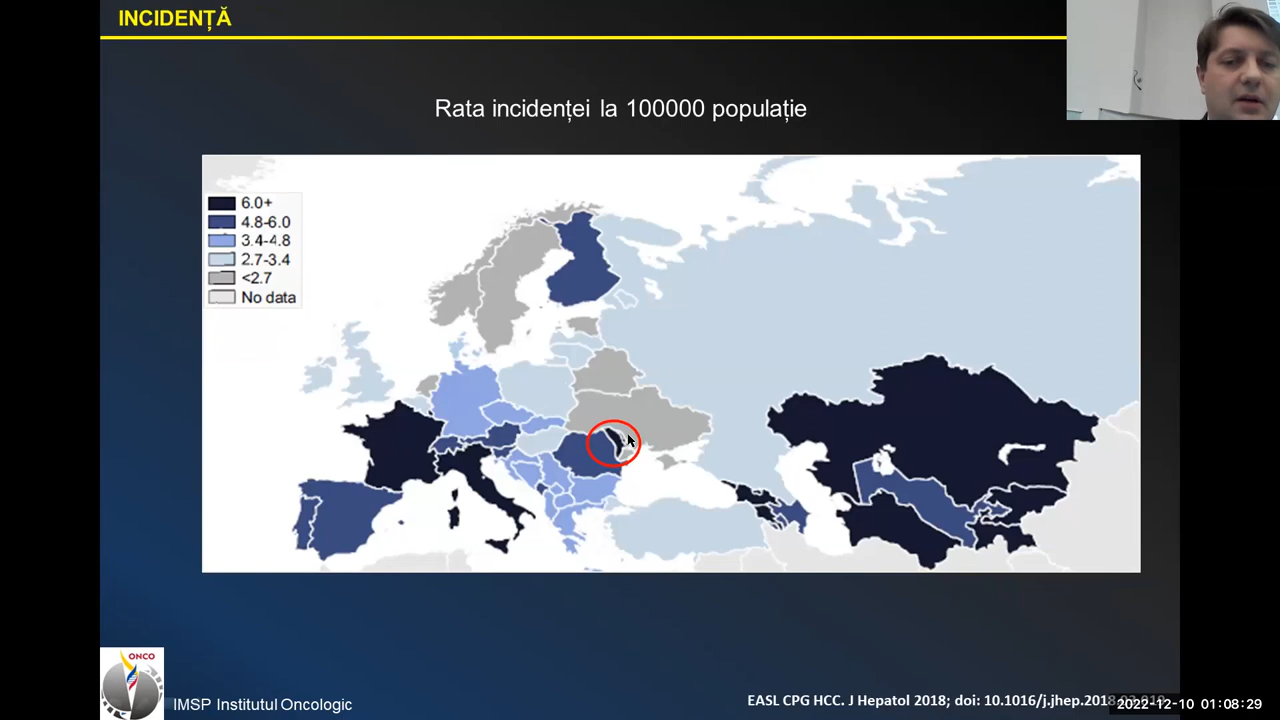 INCIDENȚĂ
Rata incidenței la 100000 populație
6.0+
4.8-6.0
3.4-4.8
2.7-3.4
<2.7
No data
ONCO
IMSP Institutul Oncologic
EASL CPG HCC. J Hepatol 2018; doi: 10.1016/j.jhep.2018
2022-12-10 01:08:29